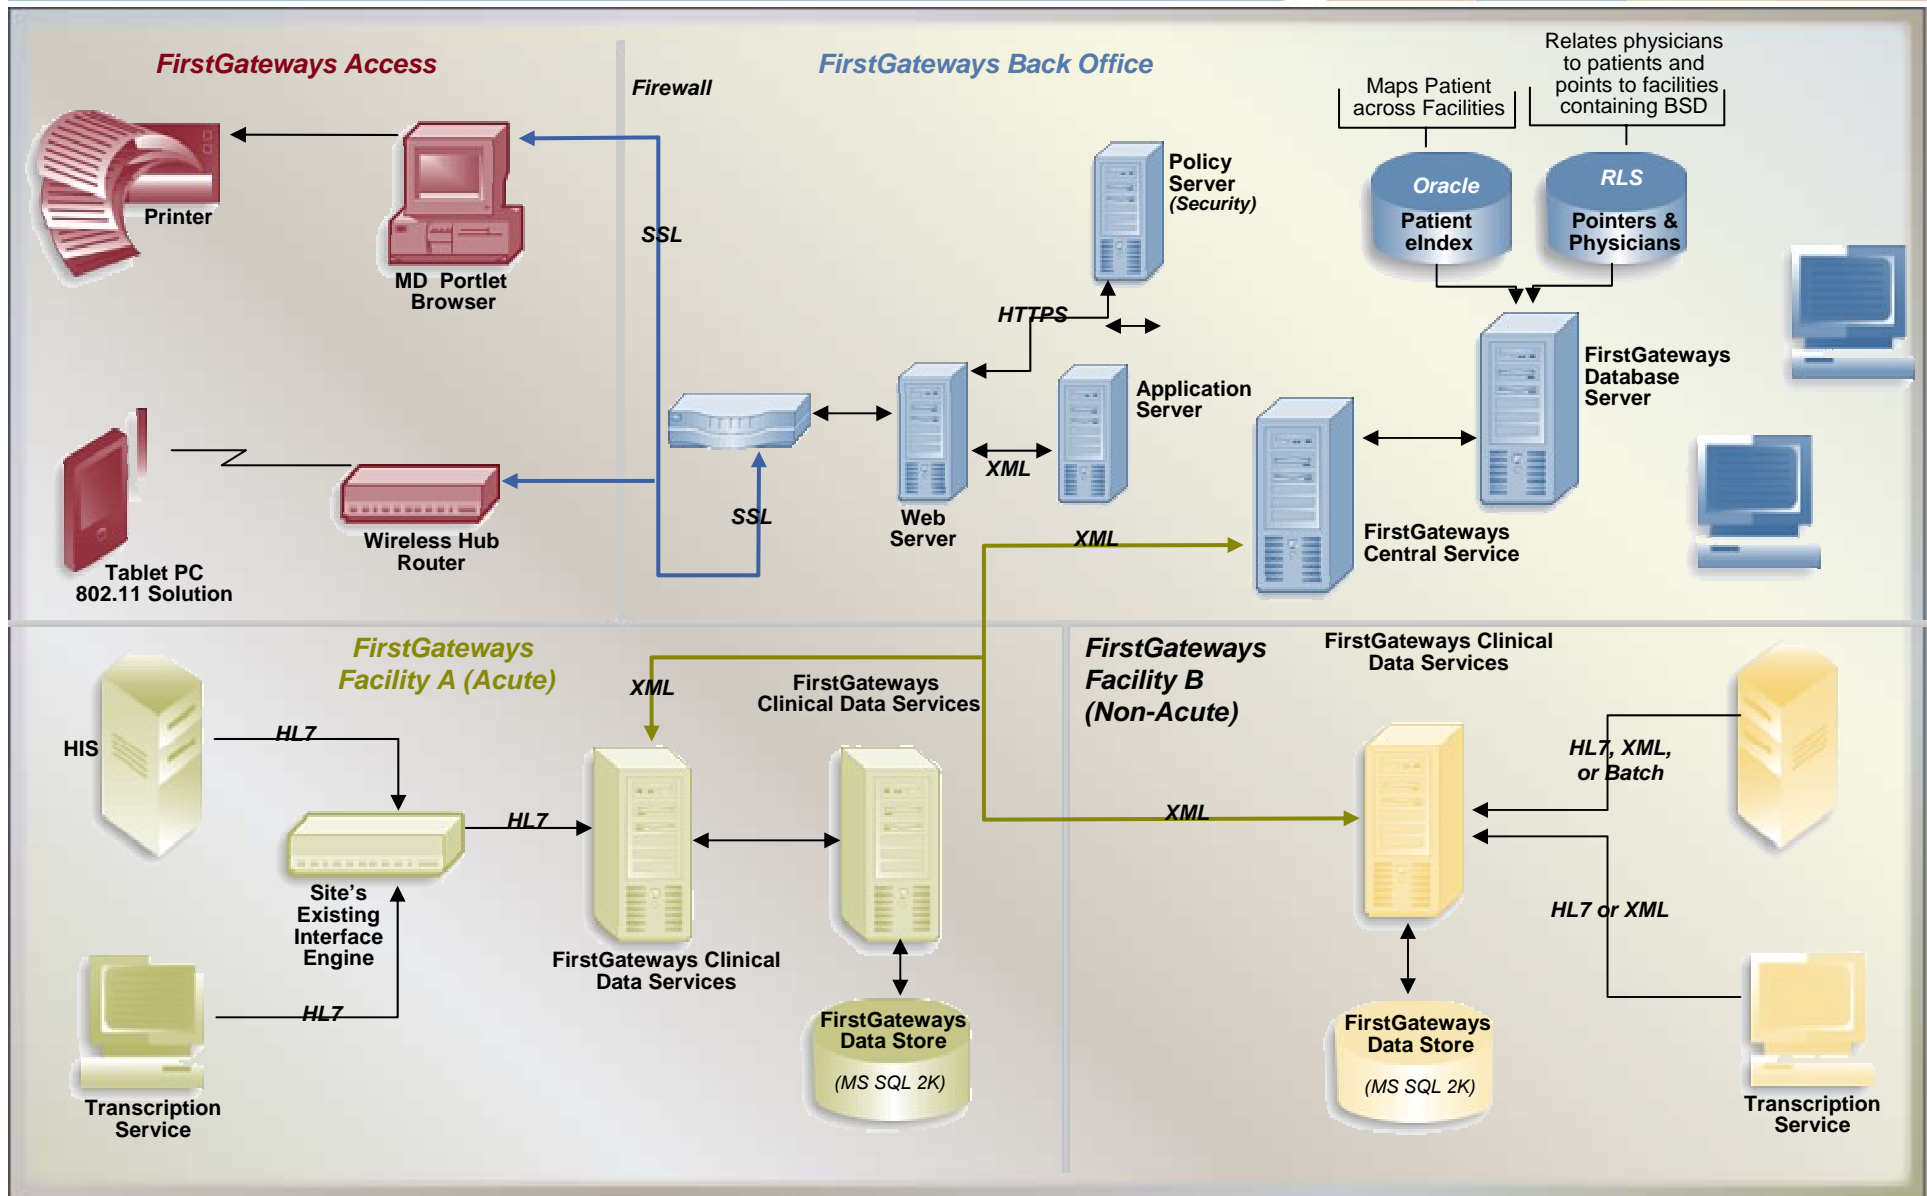 FirstGateways Access
Firewall
FirstGateways Back Office
Maps Patient
across Facilities
Relates physicians
to patients and
points to facilities
containing BSD
Printer
MD Portlet
Browser
SSL
Policy
Server
(Security)
Oracle
Patient
eIndex
RLS
Pointers &
Physicians
HTTPS
FirstGateways
Database
Server
Application
Server
XML
Web
Server
SSL
Tablet PC
802.11 Solution
Wireless Hub
Router
XML
FirstGateways
Central Service
FirstGateways
Facility A (Acute)
XML
FirstGateways
Clinical Data Services
HIS
HL7
HL7
Site's
Existing
Interface
Engine
HL7
FirstGateways Clinical
Data Services
FirstGateways
Data Store
(MS SQL 2K)
Transcription
Service
FirstGateways
Facility B
(Non-Acute)
FirstGateways Clinical
Data Services
HL7, XML,
or Batch
XML
HL7 or XML
FirstGateways
Data Store
(MS SQL 2K)
Transcription
Service